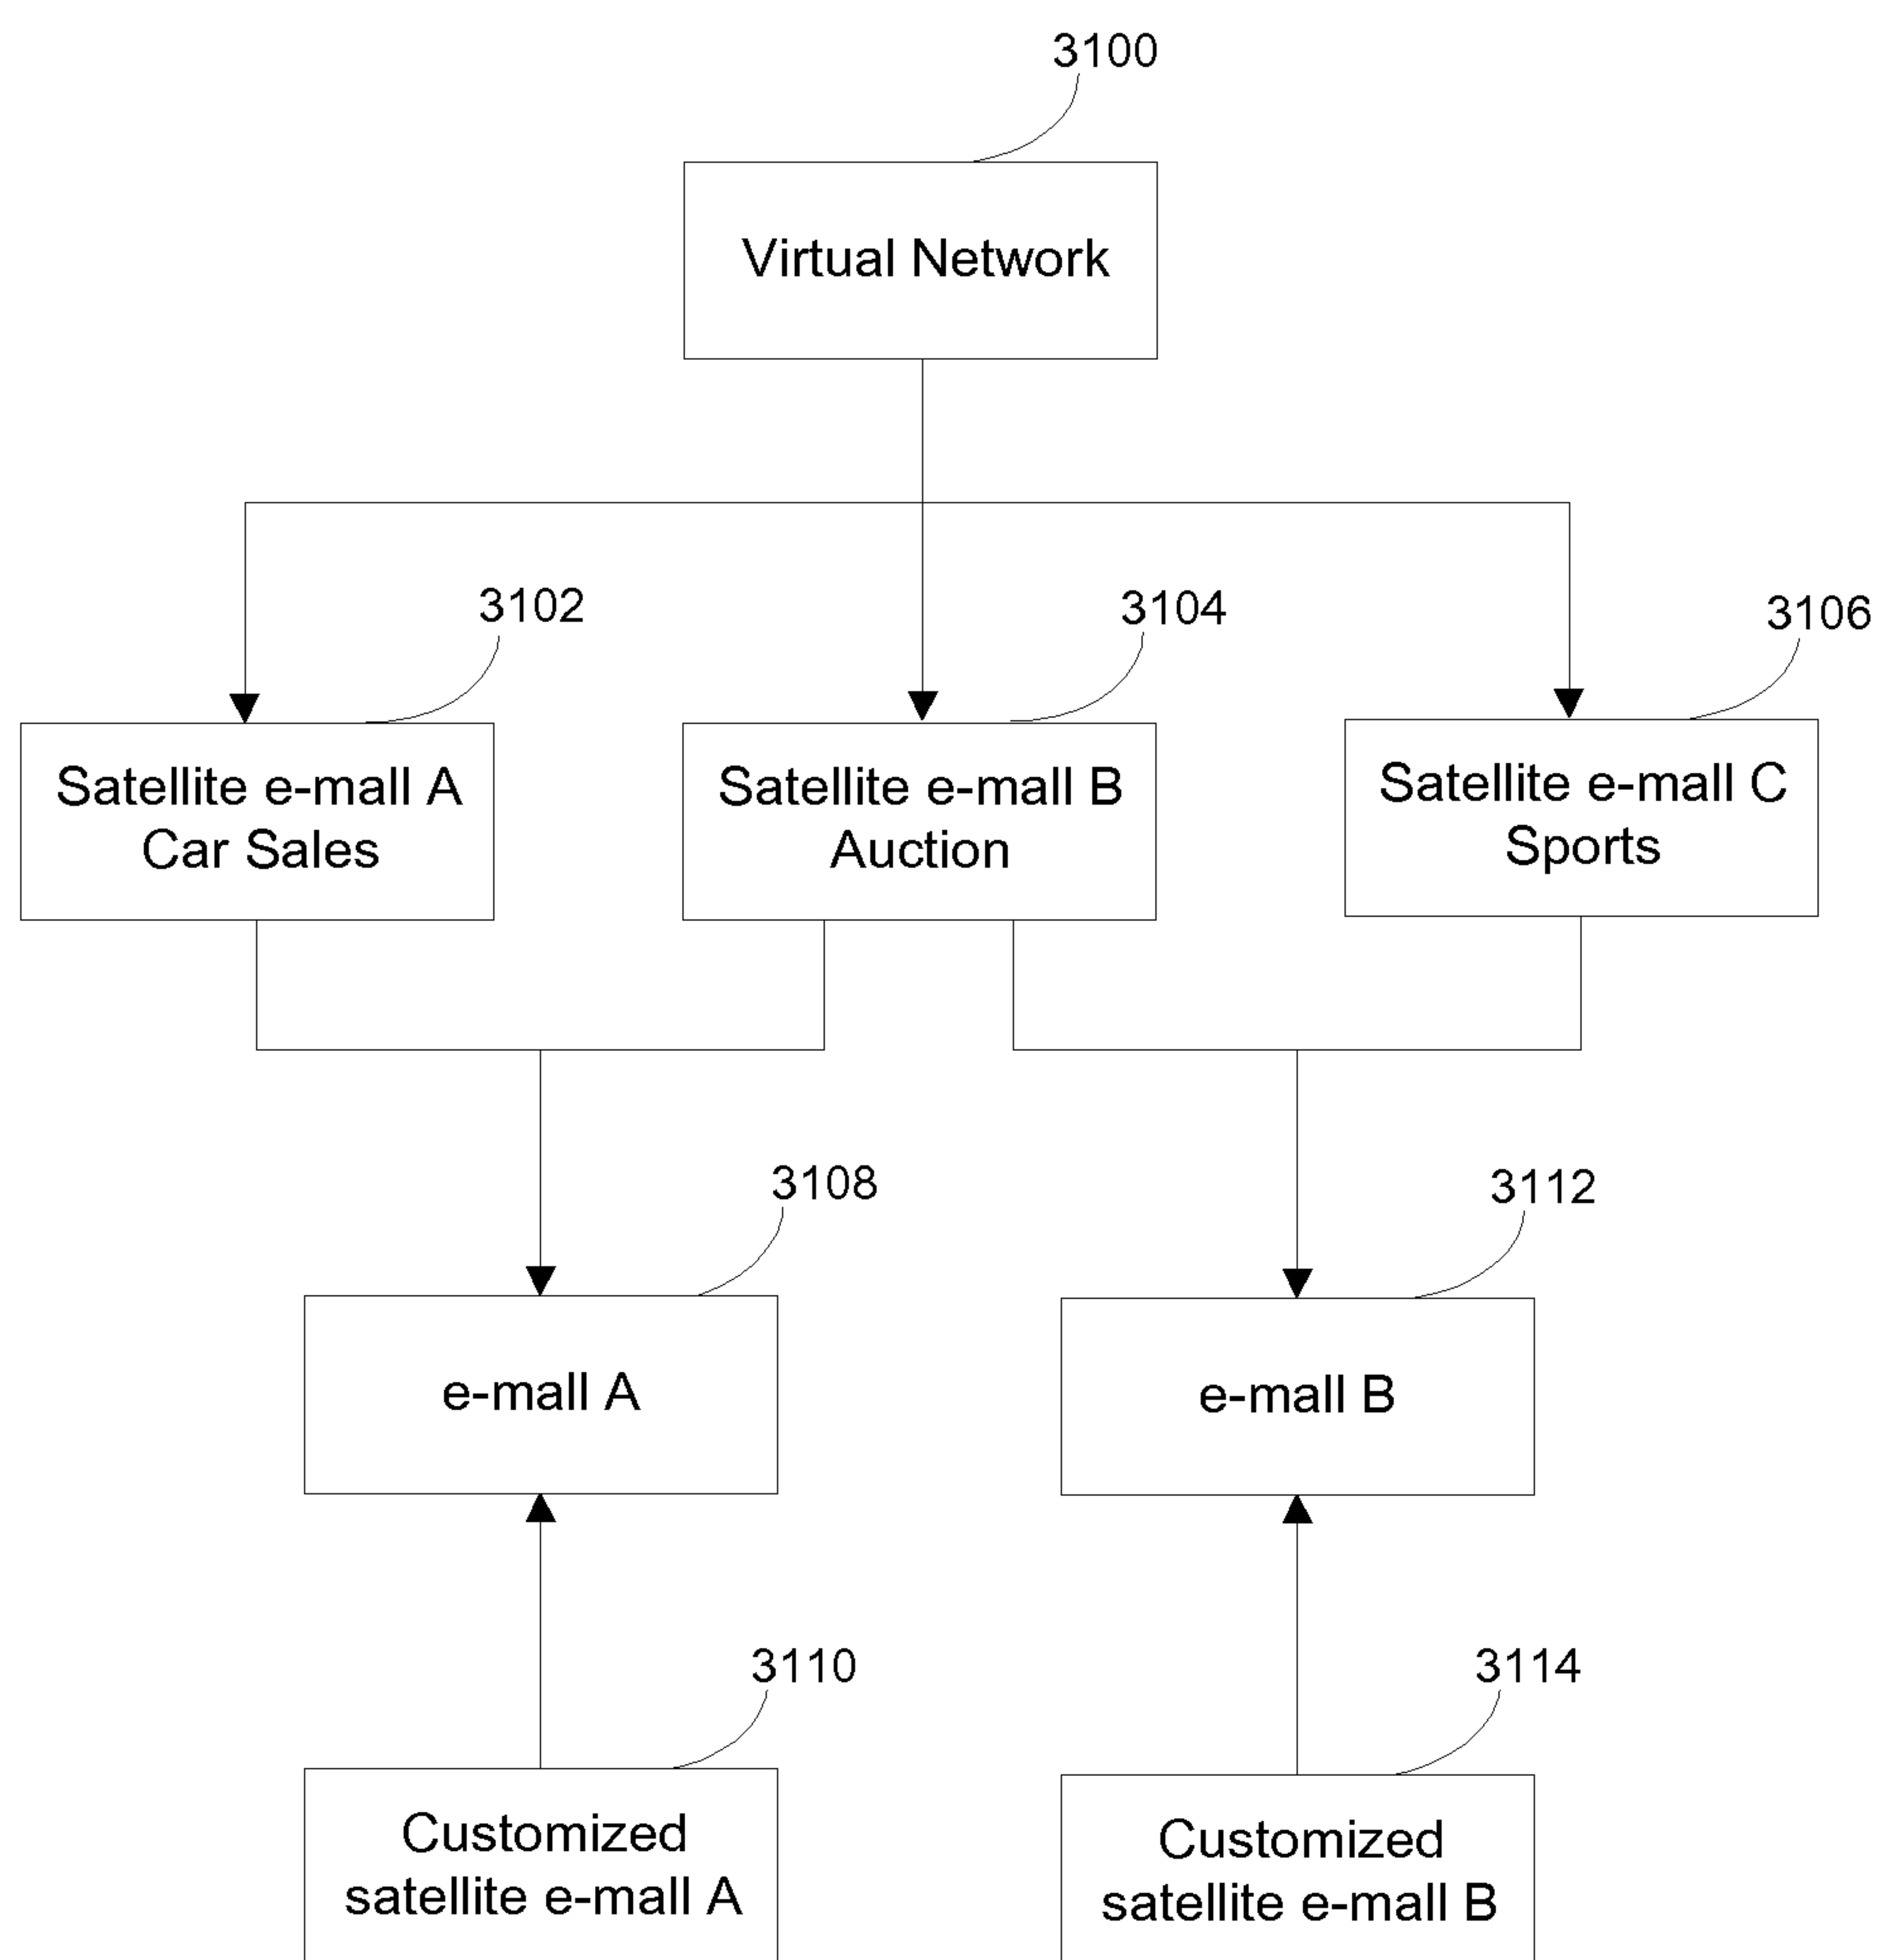 3100
Virtual Network
3102
3104
3106
Satellite e-mall A
Car Sales
Satellite e-mall B
Auction
Satellite e-mall C
Sports
3108
3112
e-mall A
e-mall B
3110
3114
Customized
satellite e-mall A
Customized
satellite e-mall B